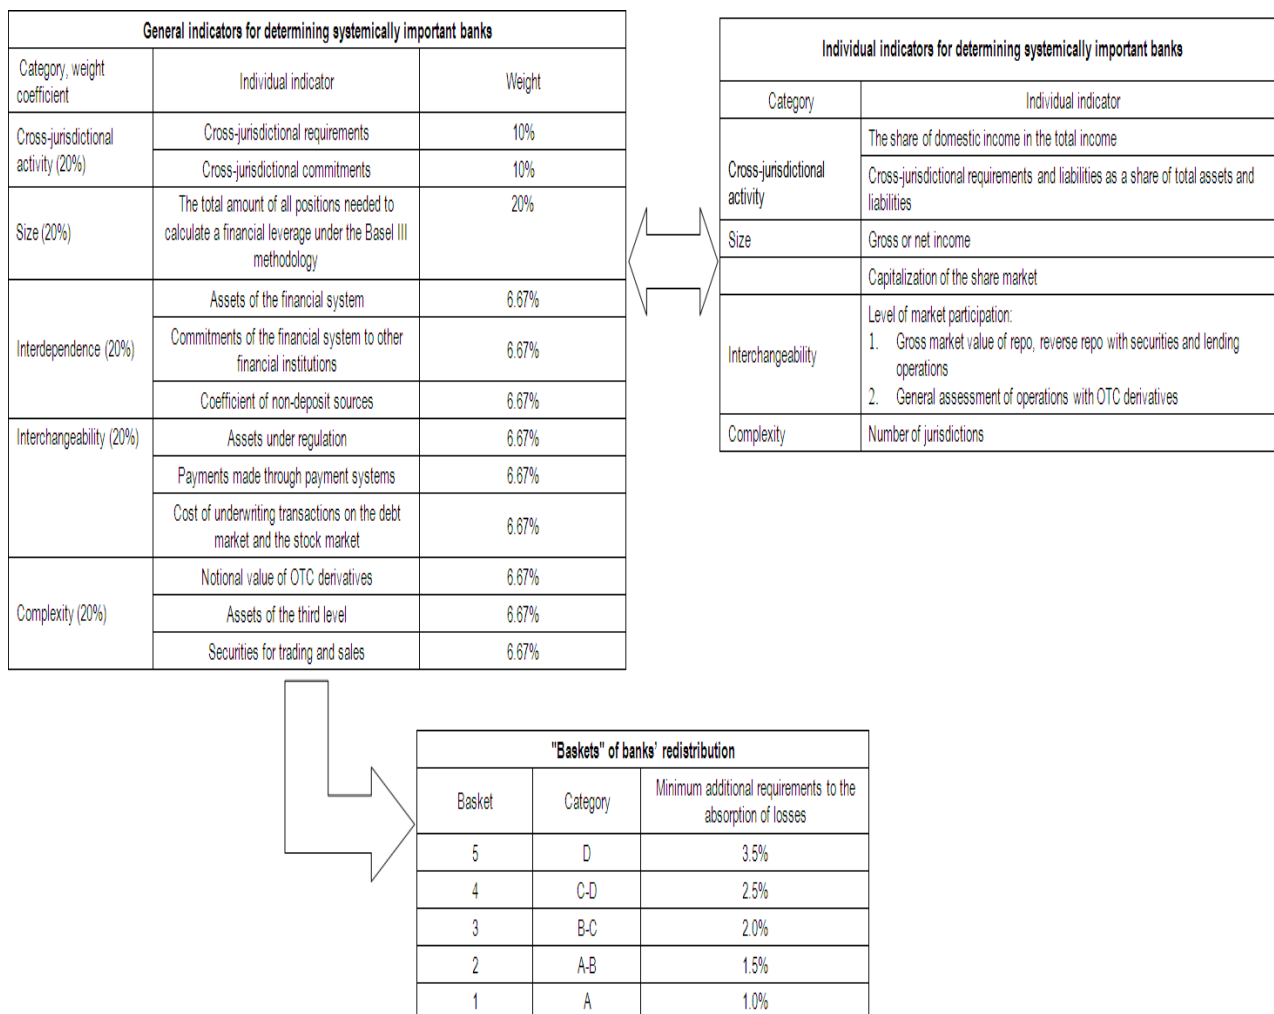 General indicators for determining systemically important banks
Category, weight
coefficient
Individual indicator
Weight
Cross-jurisdictional
activity (20%)
Cross-jurisdictional requirements
10%
Cross-jurisdictional commitments
10%
Size (20%)
The total amount of all positions needed to
calculate a financial leverage under the Basel III
methodology
20%
Interdependence (20%)
Assets of the financial system
6.67%
Commitments of the financial system to other
financial institutions
6.67%
Coefficient of non-deposit sources
6.67%
Interchangeability (20%)
Assets under regulation
6.67%
Payments made through payment systems
6.67%
Cost of underwriting transactions on the debt
market and the stock market
6.67%
Complexity (20%)
Notional value of OTC derivatives
6.67%
Assets of the third level
6.67%
Securities for trading and sales
6.67%
Individual indicators for determining systemically important banks
Category
Individual indicator
Cross-jurisdictional
activity
The share of domestic income in the total income
Cross-jurisdictional requirements and liabilities as a share of total assets and
liabilities
Size
Gross or net income
Capitalization of the share market
Interchangeability
Level of market participation:
1. Gross market value of repo, reverse repo with securities and lending
operations
2. General assessment of operations with OTC derivatives
Complexity
Number of jurisdictions
"Baskets" of banks' redistribution
Basket
Category
Minimum additional requirements to the
absorption of losses
5
D
3.5%
4
C-D
2.5%
3
B-C
2.0%
2
A-B
1.5%
1
A
1.0%